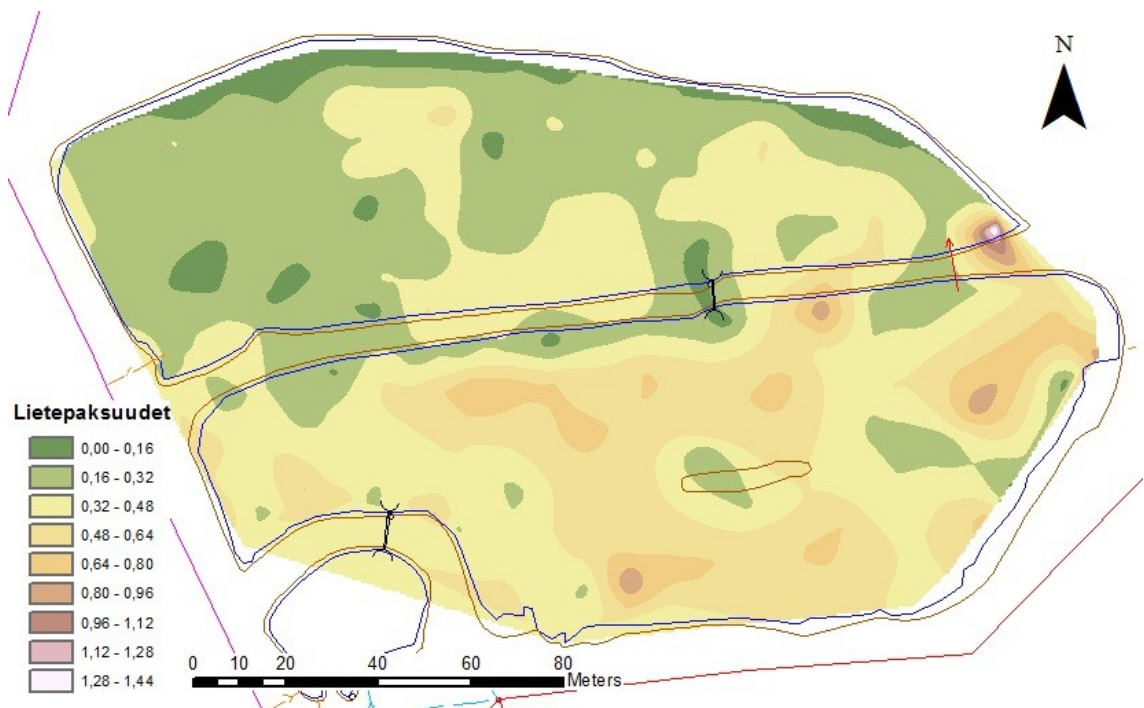 N
Lietepaksuudet
0,00 - 0,16
0,16 - 0,32
0,32 - 0,48
0,48 - 0,64
0,64 - 0,80
0,80 - 0,96
0,96 - 1,12
1,12 - 1,28
1,28 - 1,44
0 10 20 40 60 80
Meters